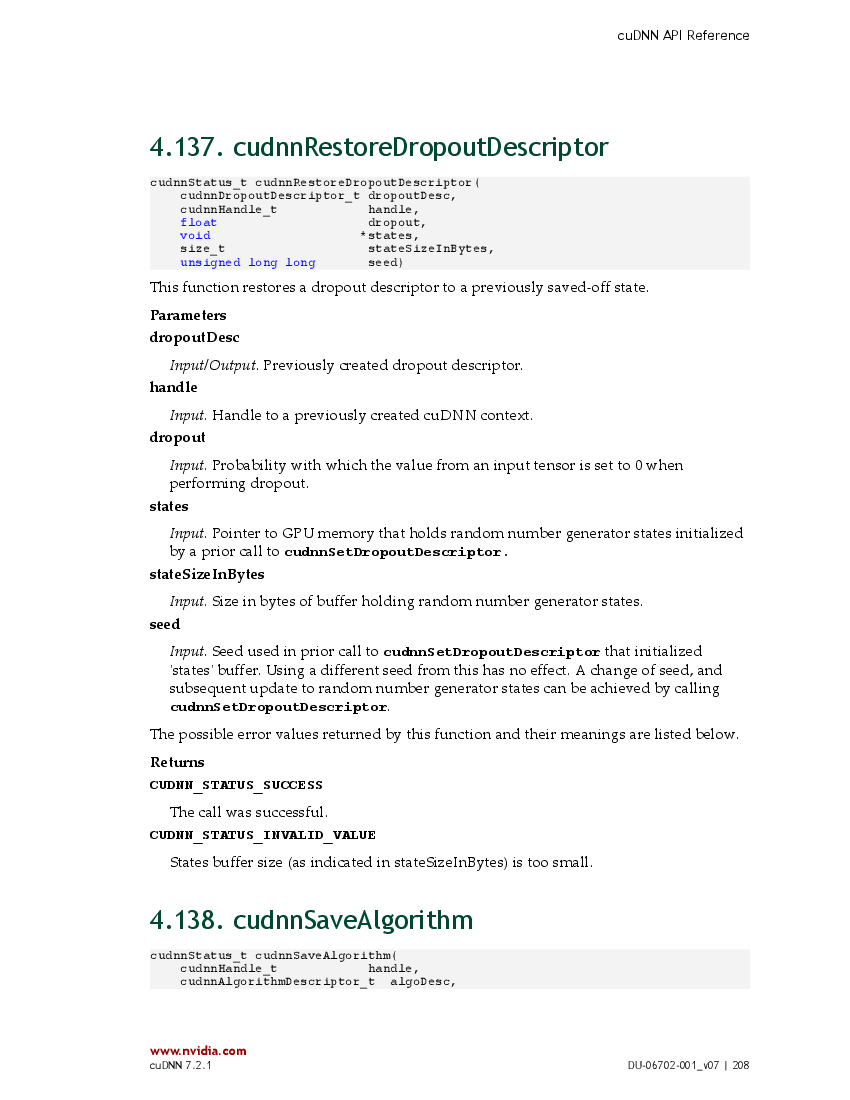 cuDNN API Reference
4.137. cudnnRestoreDropoutDescriptor
cudnnStatus_t cudnnRestoreDropoutDescriptor(
    cudnnDropoutDescriptor_t dropoutDesc,
    cudnnHandle_t            handle,
    float                    dropout,
    void                    *states,
    size_t                   stateSizeInBytes,
    unsigned long long       seed)
This function restores a dropout descriptor to a previously saved-off state.
Parameters
dropoutDesc
Input/Output. Previously created dropout descriptor.
handle
Input. Handle to a previously created cuDNN context.
dropout
Input. Probability with which the value from an input tensor is set to 0 when
performing dropout.
states
Input. Pointer to GPU memory that holds random number generator states initialized
by a prior call to cudnnSetDropoutDescriptor.
stateSizeInBytes
Input. Size in bytes of buffer holding random number generator states.
seed
Input. Seed used in prior call to cudnnSetDropoutDescriptor that initialized
'states' buffer. Using a different seed from this has no effect. A change of seed, and
subsequent update to random number generator states can be achieved by calling
cudnnSetDropoutDescriptor.
The possible error values returned by this function and their meanings are listed below.
Returns
CUDNN_STATUS_SUCCESS
The call was successful.
CUDNN_STATUS_INVALID_VALUE
States buffer size (as indicated in stateSizeInBytes) is too small.
4.138. cudnnSaveAlgorithm
cudnnStatus_t cudnnSaveAlgorithm(
    cudnnHandle_t            handle,
    cudnnAlgorithmDescriptor_t  algoDesc,
www.nvidia.com
cuDNN 7.2.1 DU-06702-001_v07 | 208